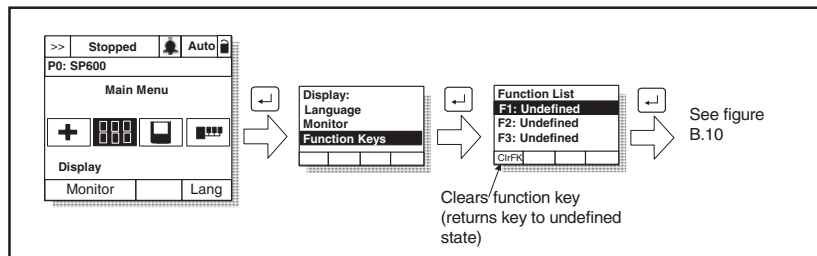 >> Stopped Auto
P0: SP600
Main Menu
Display
Monitor Lang
Display:
Language
Monitor
Function Keys
Function List
F1: Undefined
F2: Undefined
F3: Undefined
ClrFK
Clears function key
(returns key to undefined
state)
See figure
B.10